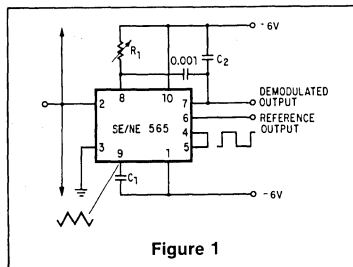 -6V
R1
C2
0.001
8
10
2
7
DEMODULATED
OUTPUT
6
REFERENCE
OUTPUT
SE/NE 565
4
3
5
9
1
C1
-6V
Figure 1